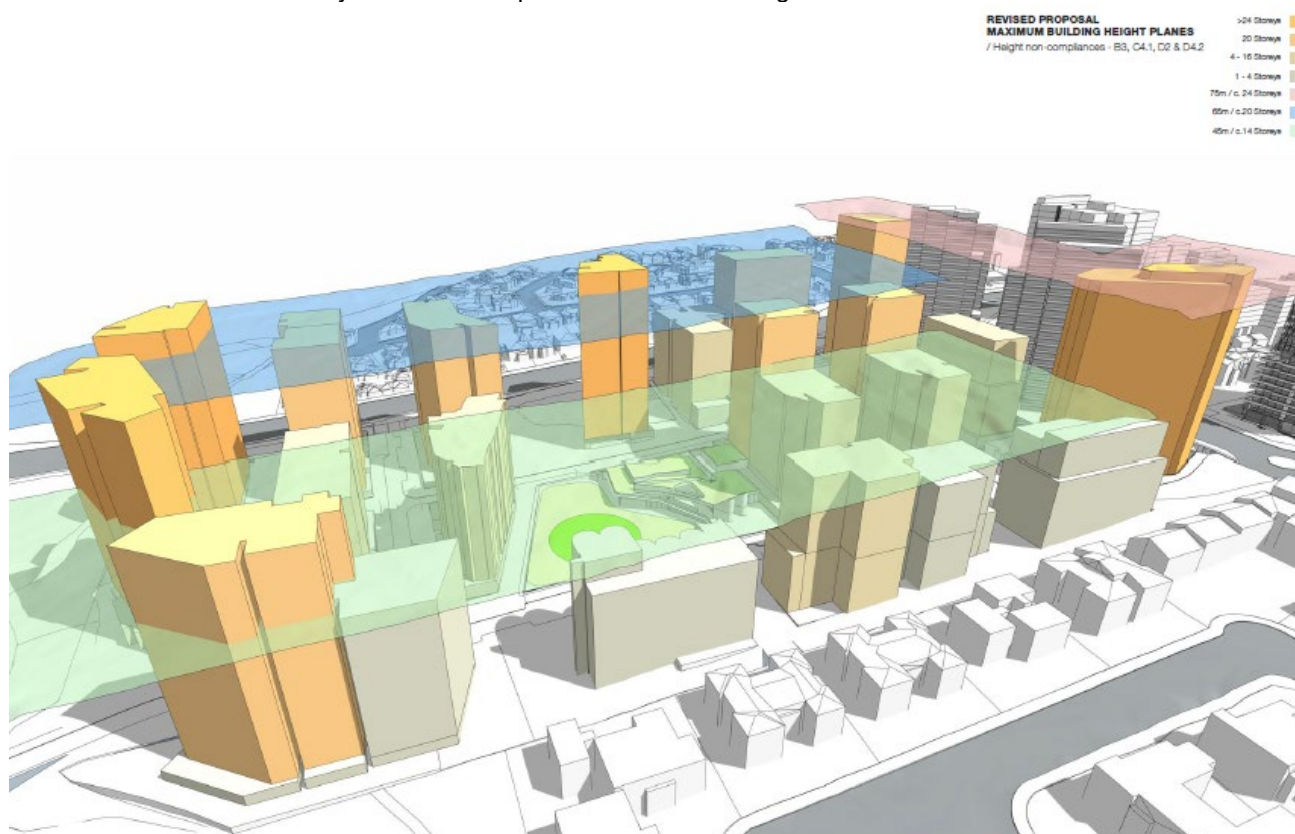 REVISED PROPOSAL
MAXIMUM BUILDING HEIGHT PLANES
/ Height non-compliances - B3, C4.1, D2 & D4.2
>24 Storeys
20 Storeys
4 - 16 Storeys
1 - 4 Storeys
75m / c. 24 Storeys
65m / c.20 Storeys
45m / c.14 Storeys